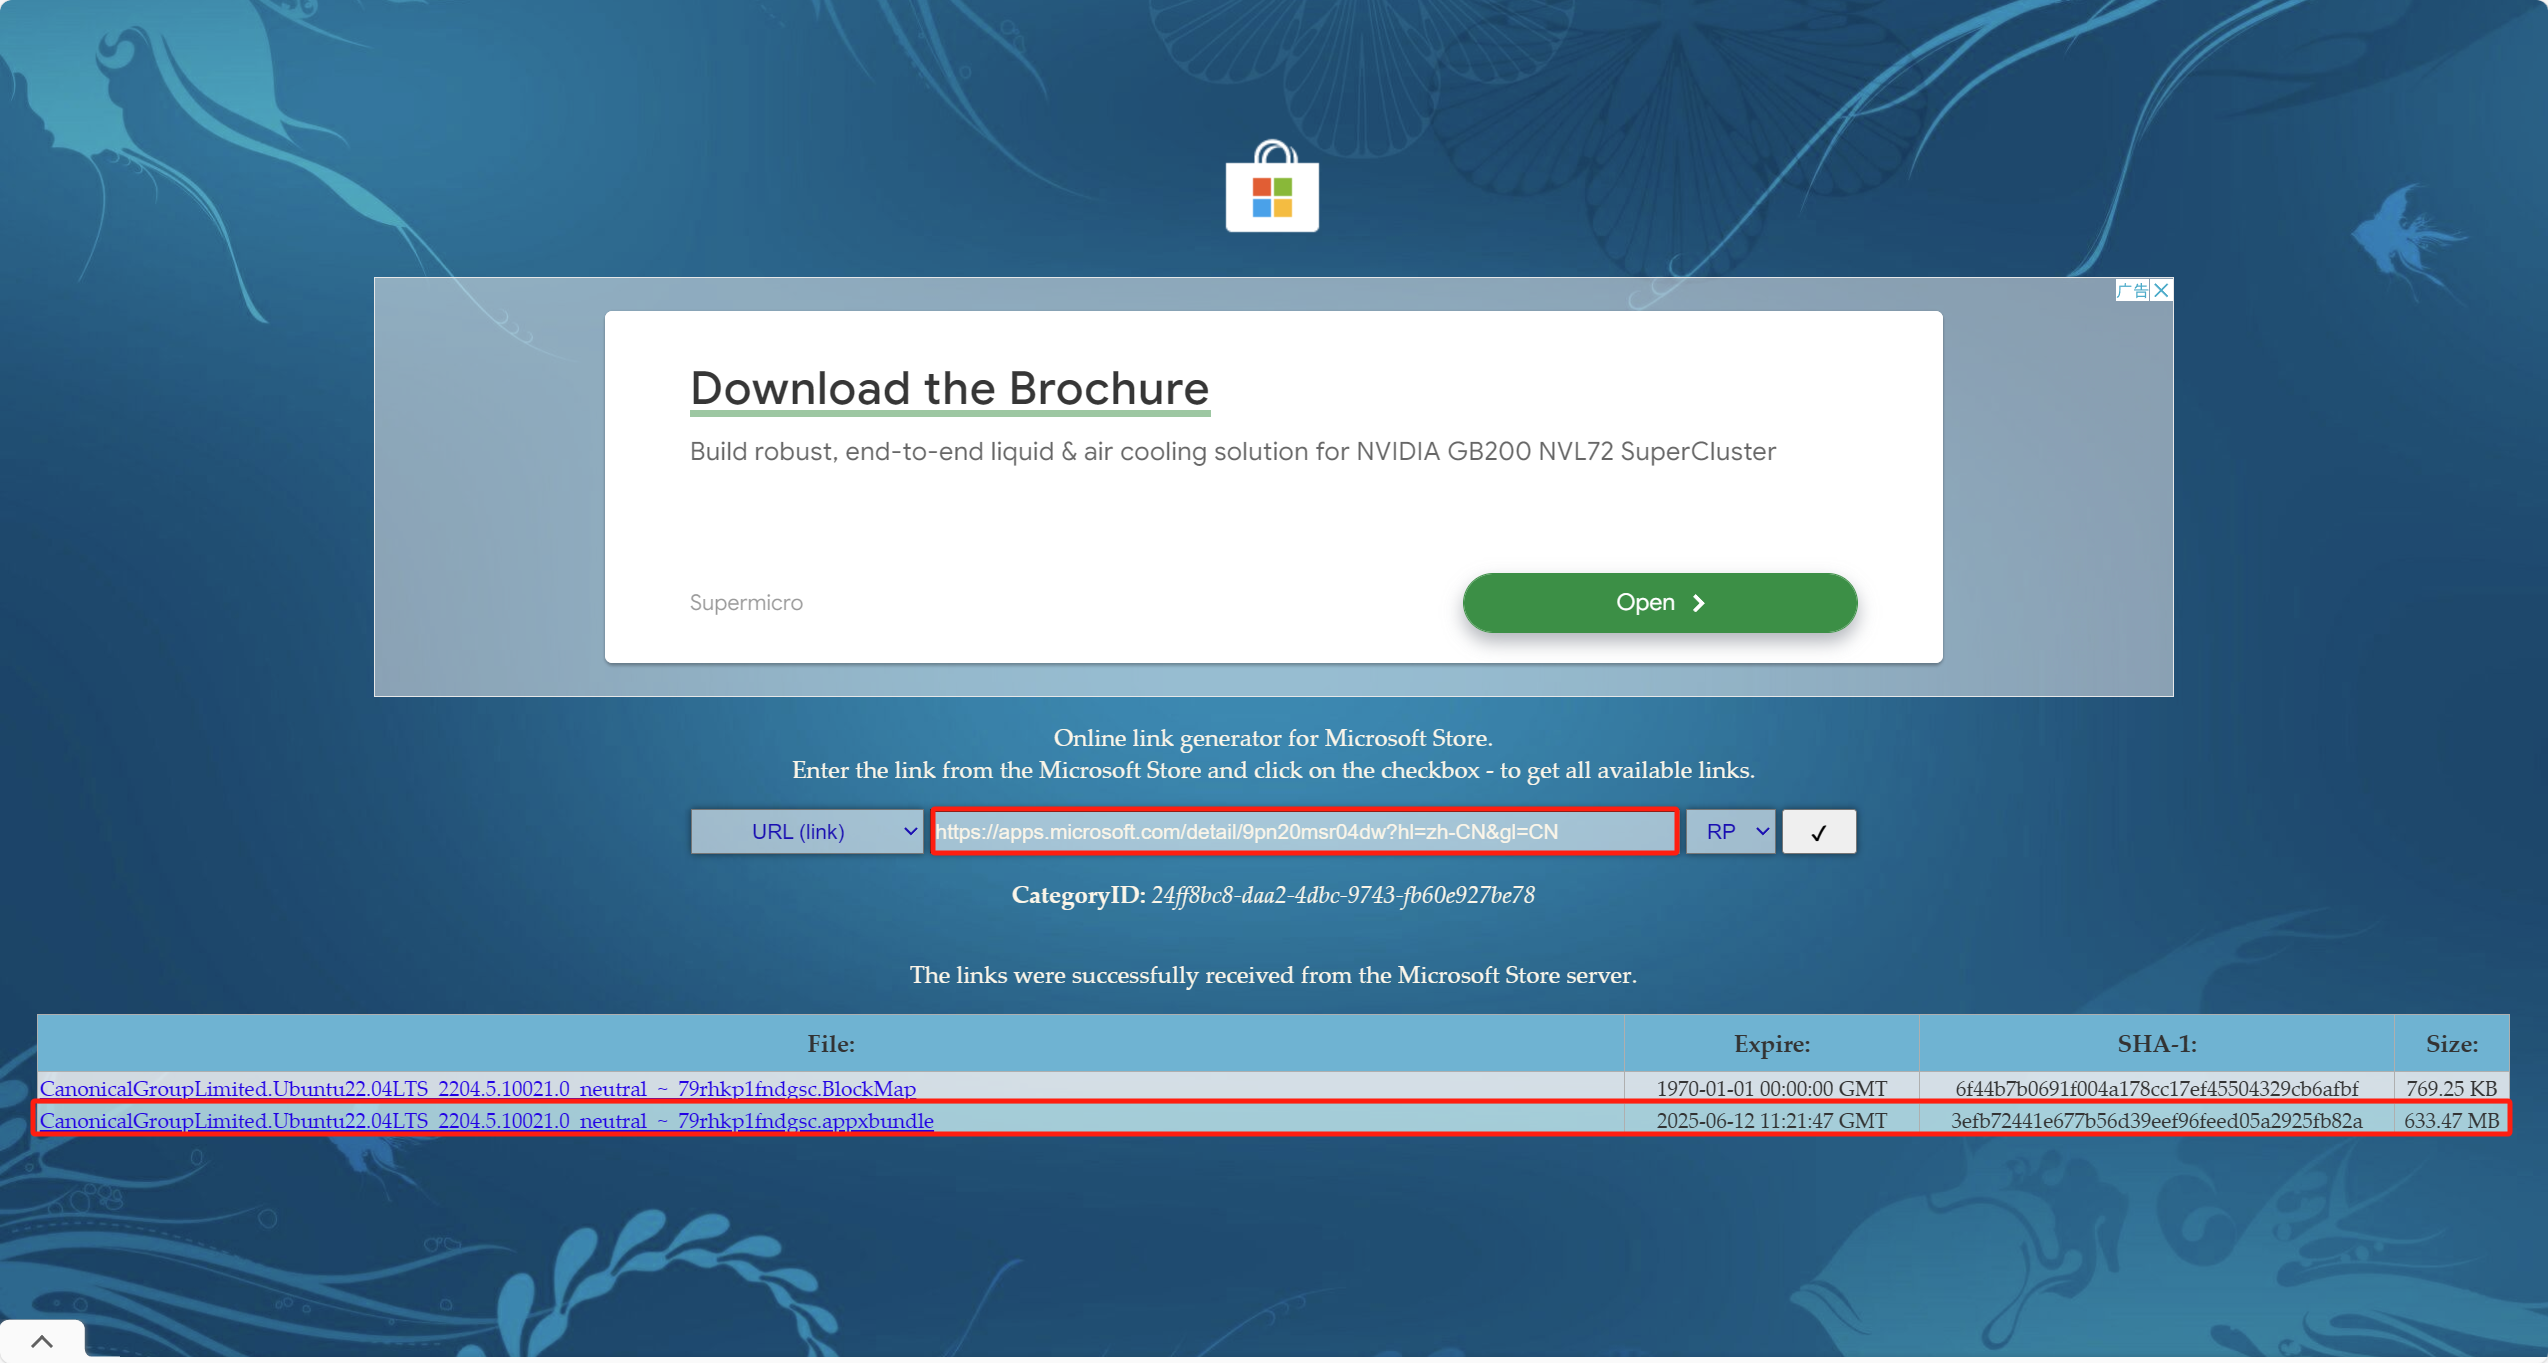 广告
Download the Brochure
Build robust, end-to-end liquid & air cooling solution for NVIDIA GB200 NVL72 SuperCluster
Supermicro
Open
Online link generator for Microsoft Store.
Enter the link from the Microsoft Store and click on the checkbox - to get all available links.
URL (link) https://apps.microsoft.com/detail/9pn20msr04dw?hl=zh-CN&gl=CN RP ✓
CategoryID: 24ff8bc8-daa2-4dbc-9743-fb60e927be78
The links were successfully received from the Microsoft Store server.
File: Expire: SHA-1: Size:
CanonicalGroupLimited.Ubuntu22.04LTS_2204.5.10021.0_neutral_~_79rhkp1fndgsc.BlockMap 1970-01-01 00:00:00 GMT 6f44b7b0691f004a178cc17ef45504329cb6afbf 769.25 KB
CanonicalGroupLimited.Ubuntu22.04LTS_2204.5.10021.0_neutral_~_79rhkp1fndgsc.appxbundle 2025-06-12 11:21:47 GMT 3efb72441e677b56d39eef96feed05a2925fb82a 633.47 MB